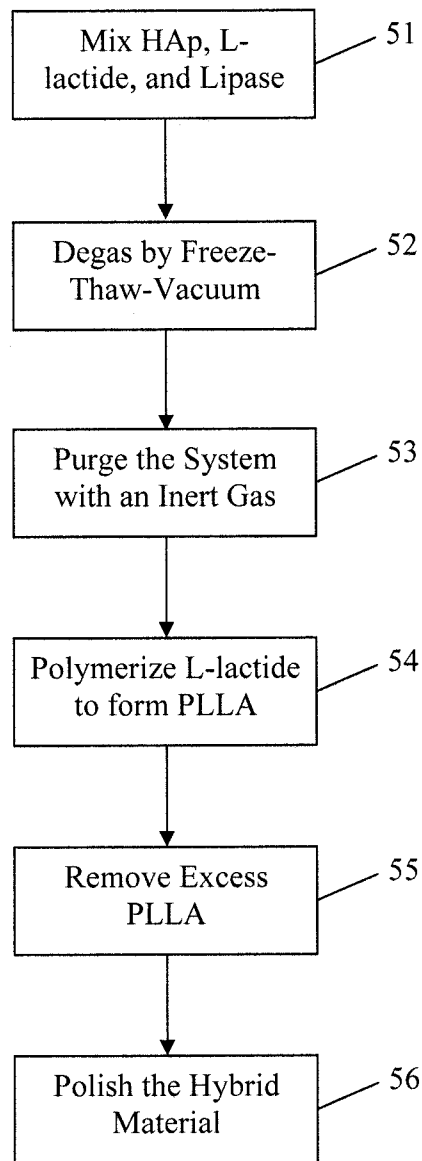 Mix HAp, L-
lactide, and Lipase
51
Degas by Freeze-
Thaw-Vacuum
52
Purge the System
with an Inert Gas
53
Polymerize L-lactide
to form PLLA
54
Remove Excess
PLLA
55
Polish the Hybrid
Material
56